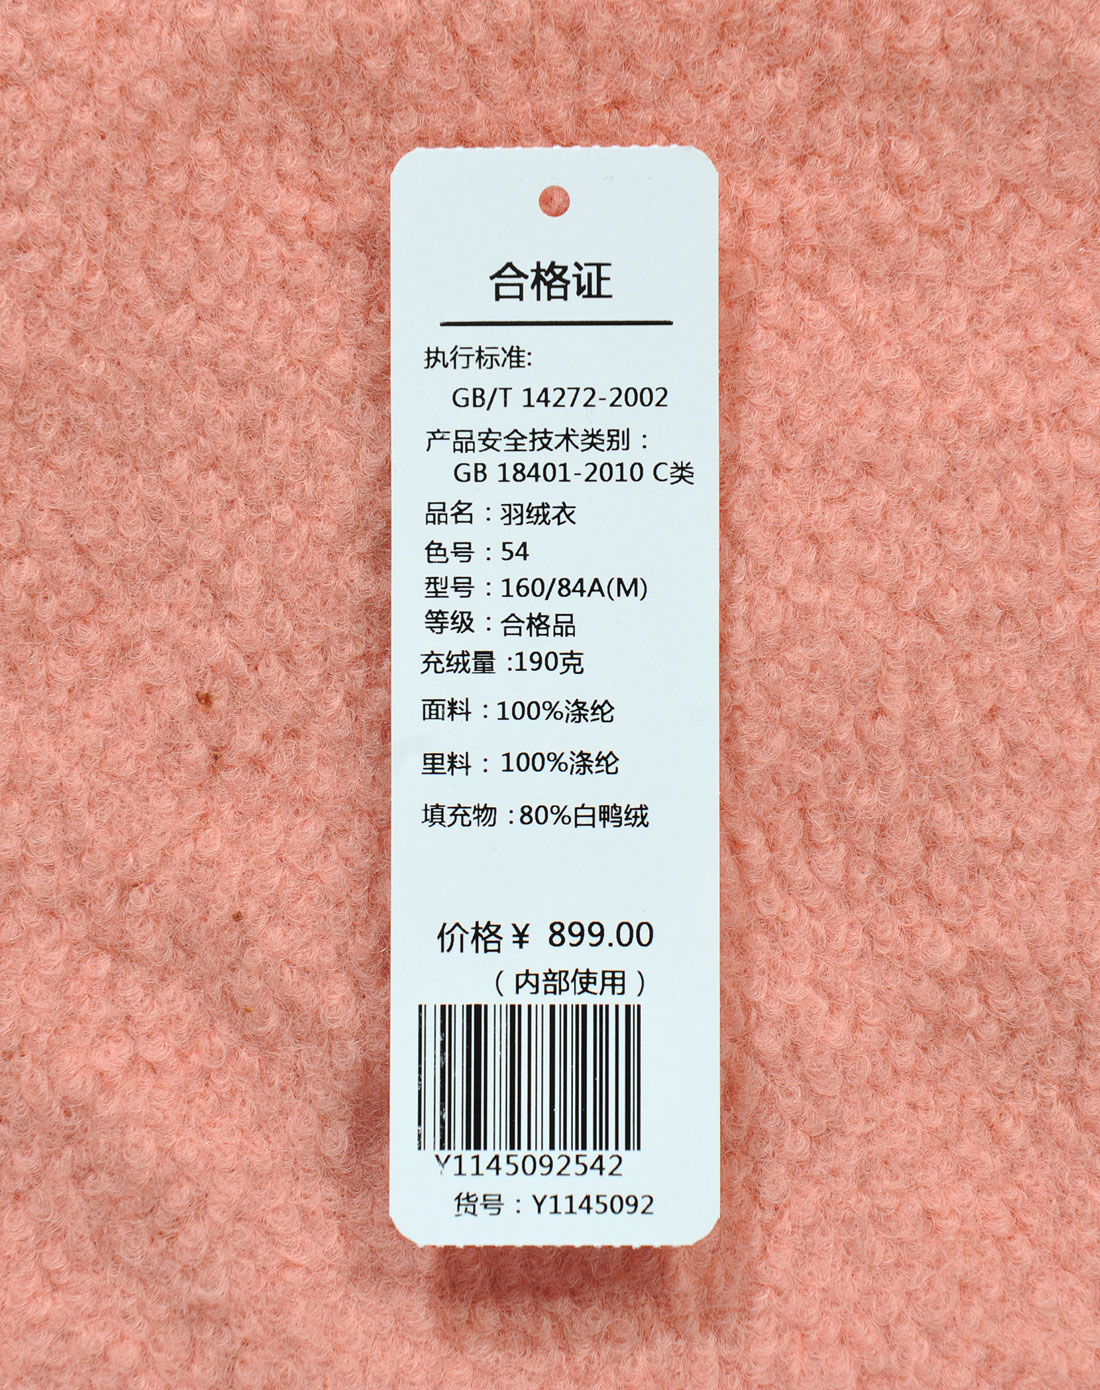 合格证
执行标准:
GB/T 14272-2002
产品安全技术类别：
GB 18401-2010 C类
品名：羽绒衣
色号：54
型号：160/84A(M)
等级：合格品
充绒量：190克
面料：100%涤纶
里料：100%涤纶
填充物：80%白鸭绒
价格¥ 899.00
（内部使用）
Y1145092542
货号：Y1145092